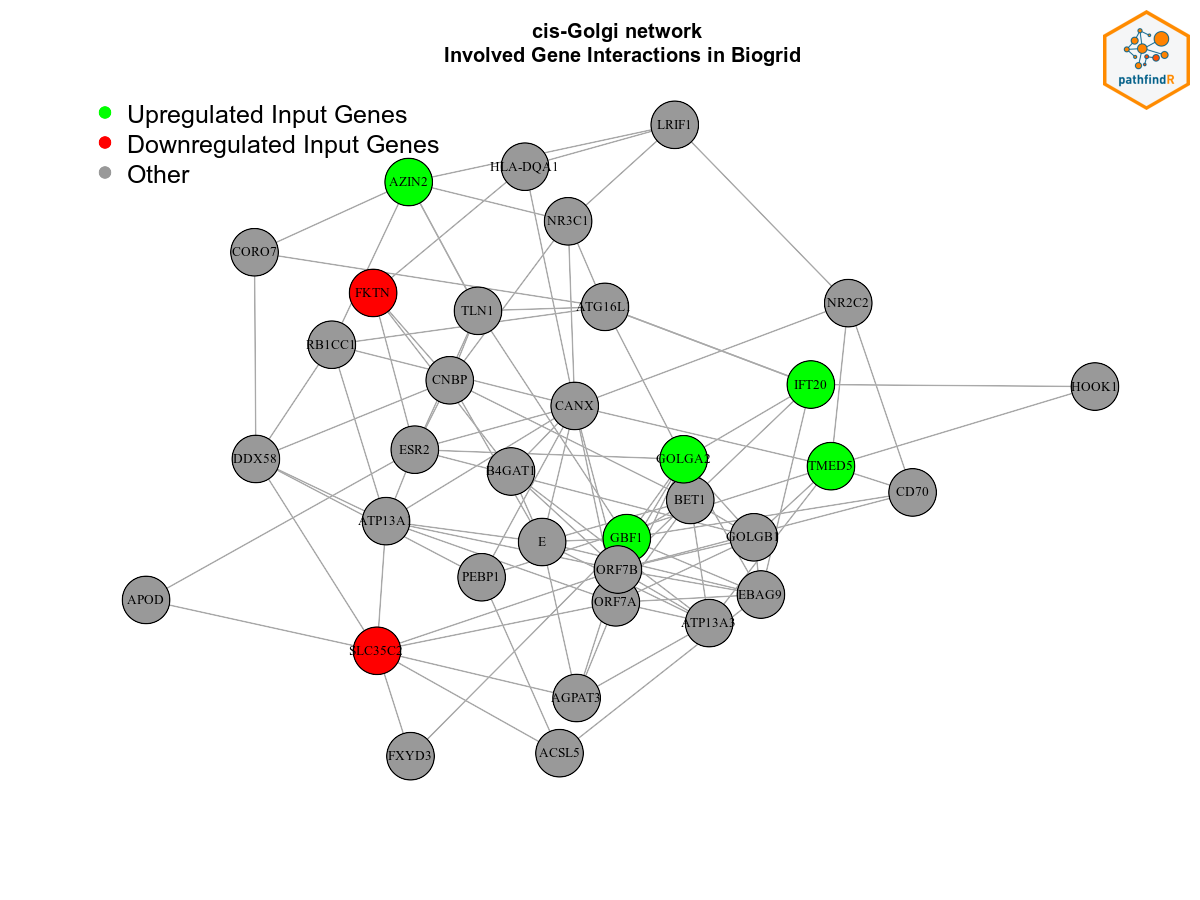 cis-Golgi network
Involved Gene Interactions in Biogrid
pathfindR
Upregulated Input Genes
Downregulated Input Genes
Other
LRIF1
HLA-DQA1
AZIN2
NR3C1
CORO7
FKTN
TLN1
ATG16L
NR2C2
RB1CC1
CNBP
IFT20
HOOK1
CANX
ESR2
DDX58
GOLGA2
TMED5
B4GAT1
CD70
BET1
ATP13A
GBF1
GOLGB1
E
ORF7B
PEBP1
EBAG9
APOD
ORF7A
ATP13A3
SLC35C2
AGPAT3
FXYD3
ACSL5